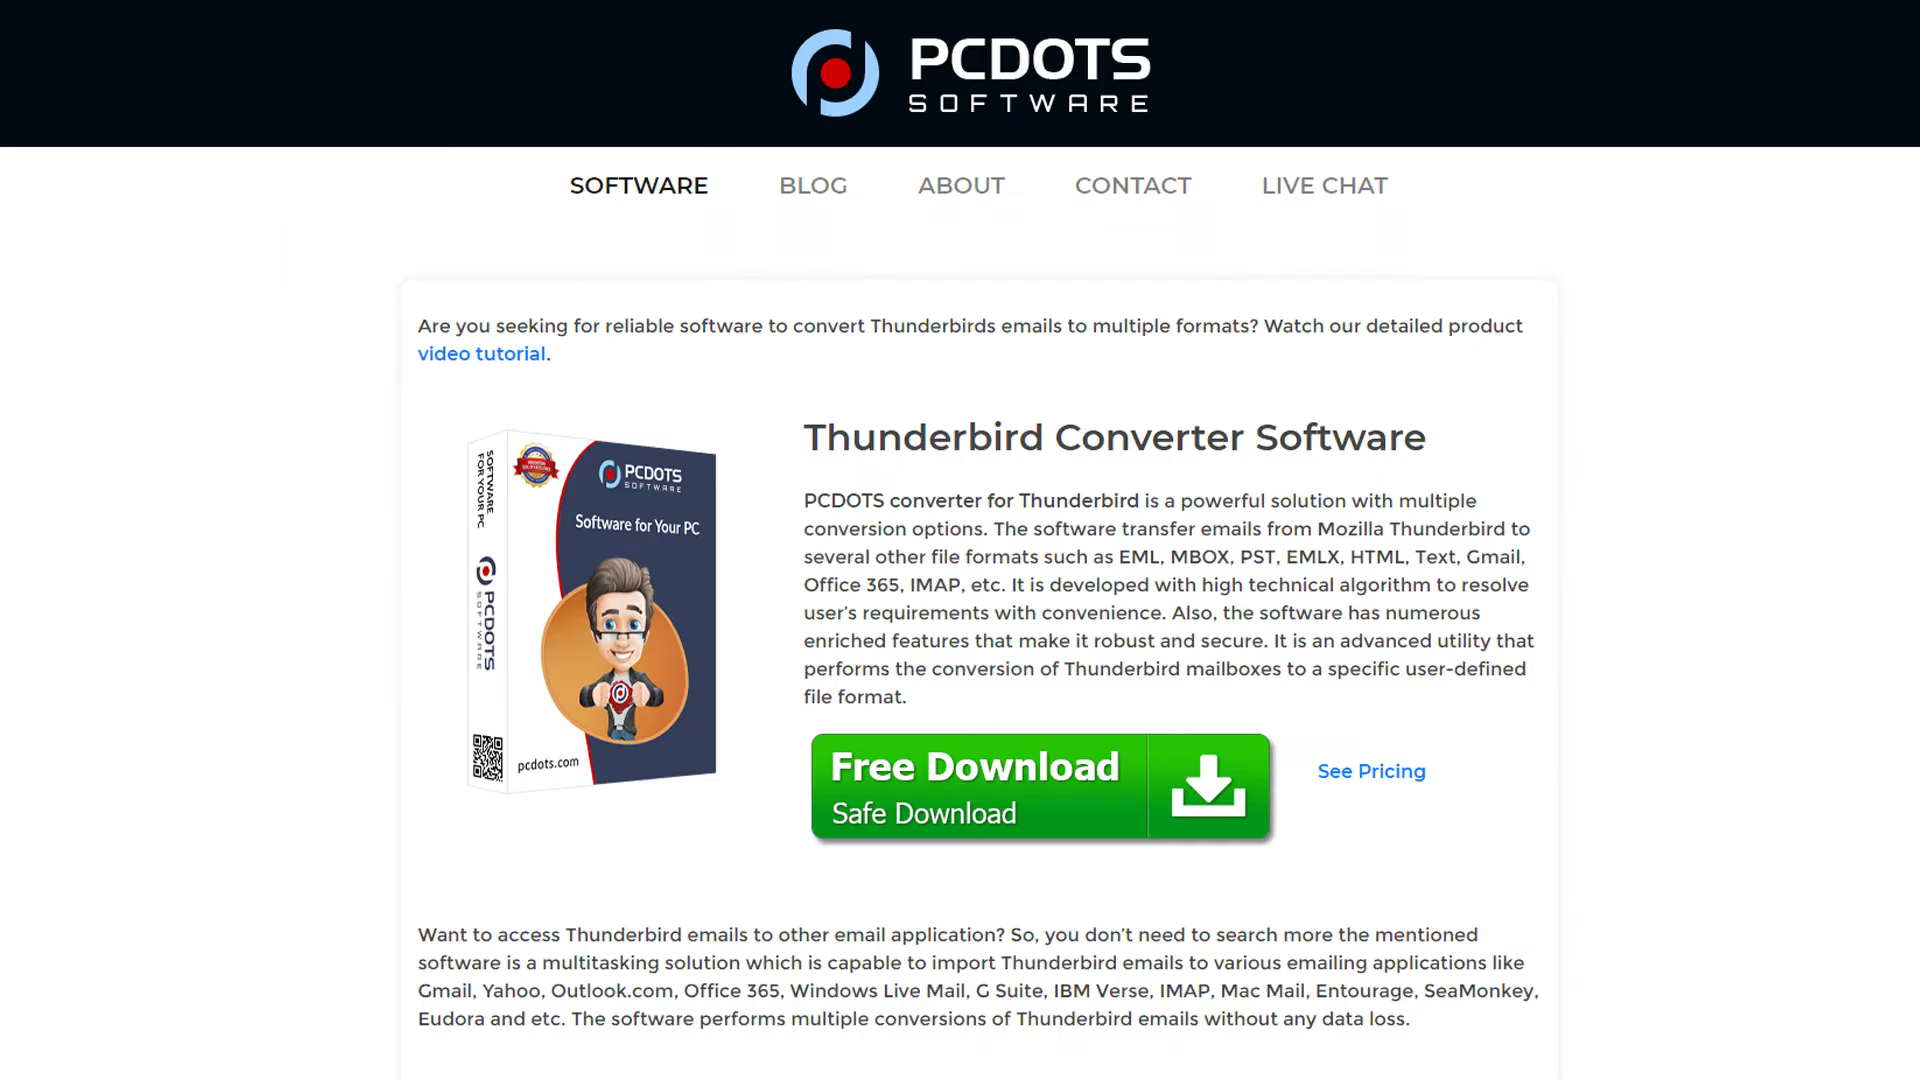 PCDOTS
SOFTWARE
SOFTWARE BLOG ABOUT CONTACT LIVE CHAT
Are you seeking for reliable software to convert Thunderbirds emails to multiple formats? Watch our detailed product
video tutorial.
SOFTWARE
FOR YOUR PC
PCDOTS
SOFTWARE
PCDOTS
SOFTWARE
Software for Your PC
pcdots.com
Thunderbird Converter Software
PCDOTS converter for Thunderbird is a powerful solution with multiple
conversion options. The software transfer emails from Mozilla Thunderbird to
several other file formats such as EML, MBOX, PST, EMLX, HTML, Text, Gmail,
Office 365, IMAP, etc. It is developed with high technical algorithm to resolve
user’s requirements with convenience. Also, the software has numerous
enriched features that make it robust and secure. It is an advanced utility that
performs the conversion of Thunderbird mailboxes to a specific user-defined
file format.
Free Download
Safe Download
See Pricing
Want to access Thunderbird emails to other email application? So, you don’t need to search more the mentioned
software is a multitasking solution which is capable to import Thunderbird emails to various emailing applications like
Gmail, Yahoo, Outlook.com, Office 365, Windows Live Mail, G Suite, IBM Verse, IMAP, Mac Mail, Entourage, SeaMonkey,
Eudora and etc. The software performs multiple conversions of Thunderbird emails without any data loss.